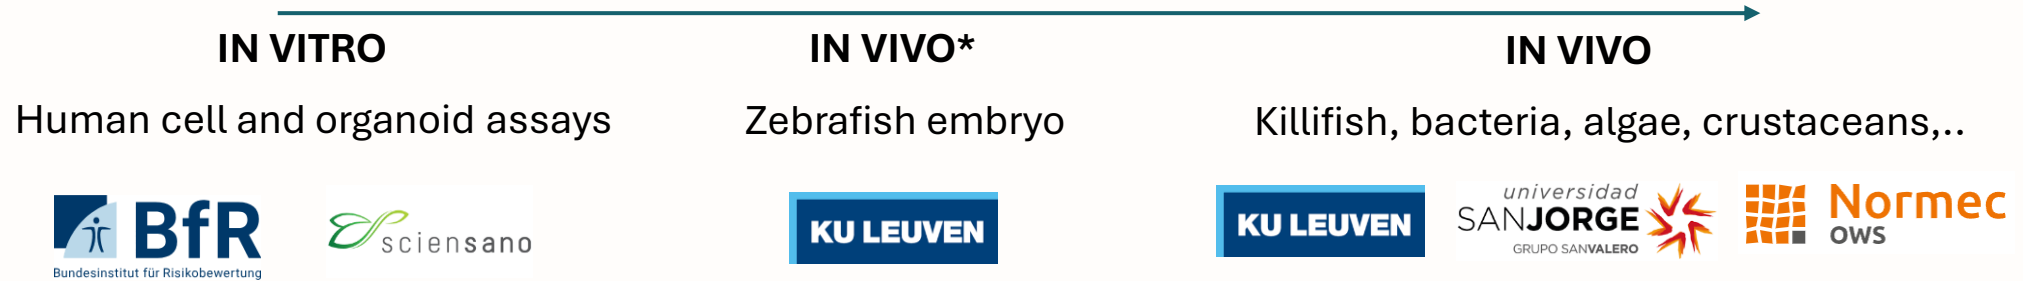 IN VITRO
IN VIVO*
IN VIVO
Human cell and organoid assays
Zebrafish embryo
Killifish, bacteria, algae, crustaceans,..
BfR
Bundesinstitut für Risikobewertung
sciensano
KU LEUVEN
KU LEUVEN
universidad
SANJORGE
GRUPO SANVALERO
Normec
OWS